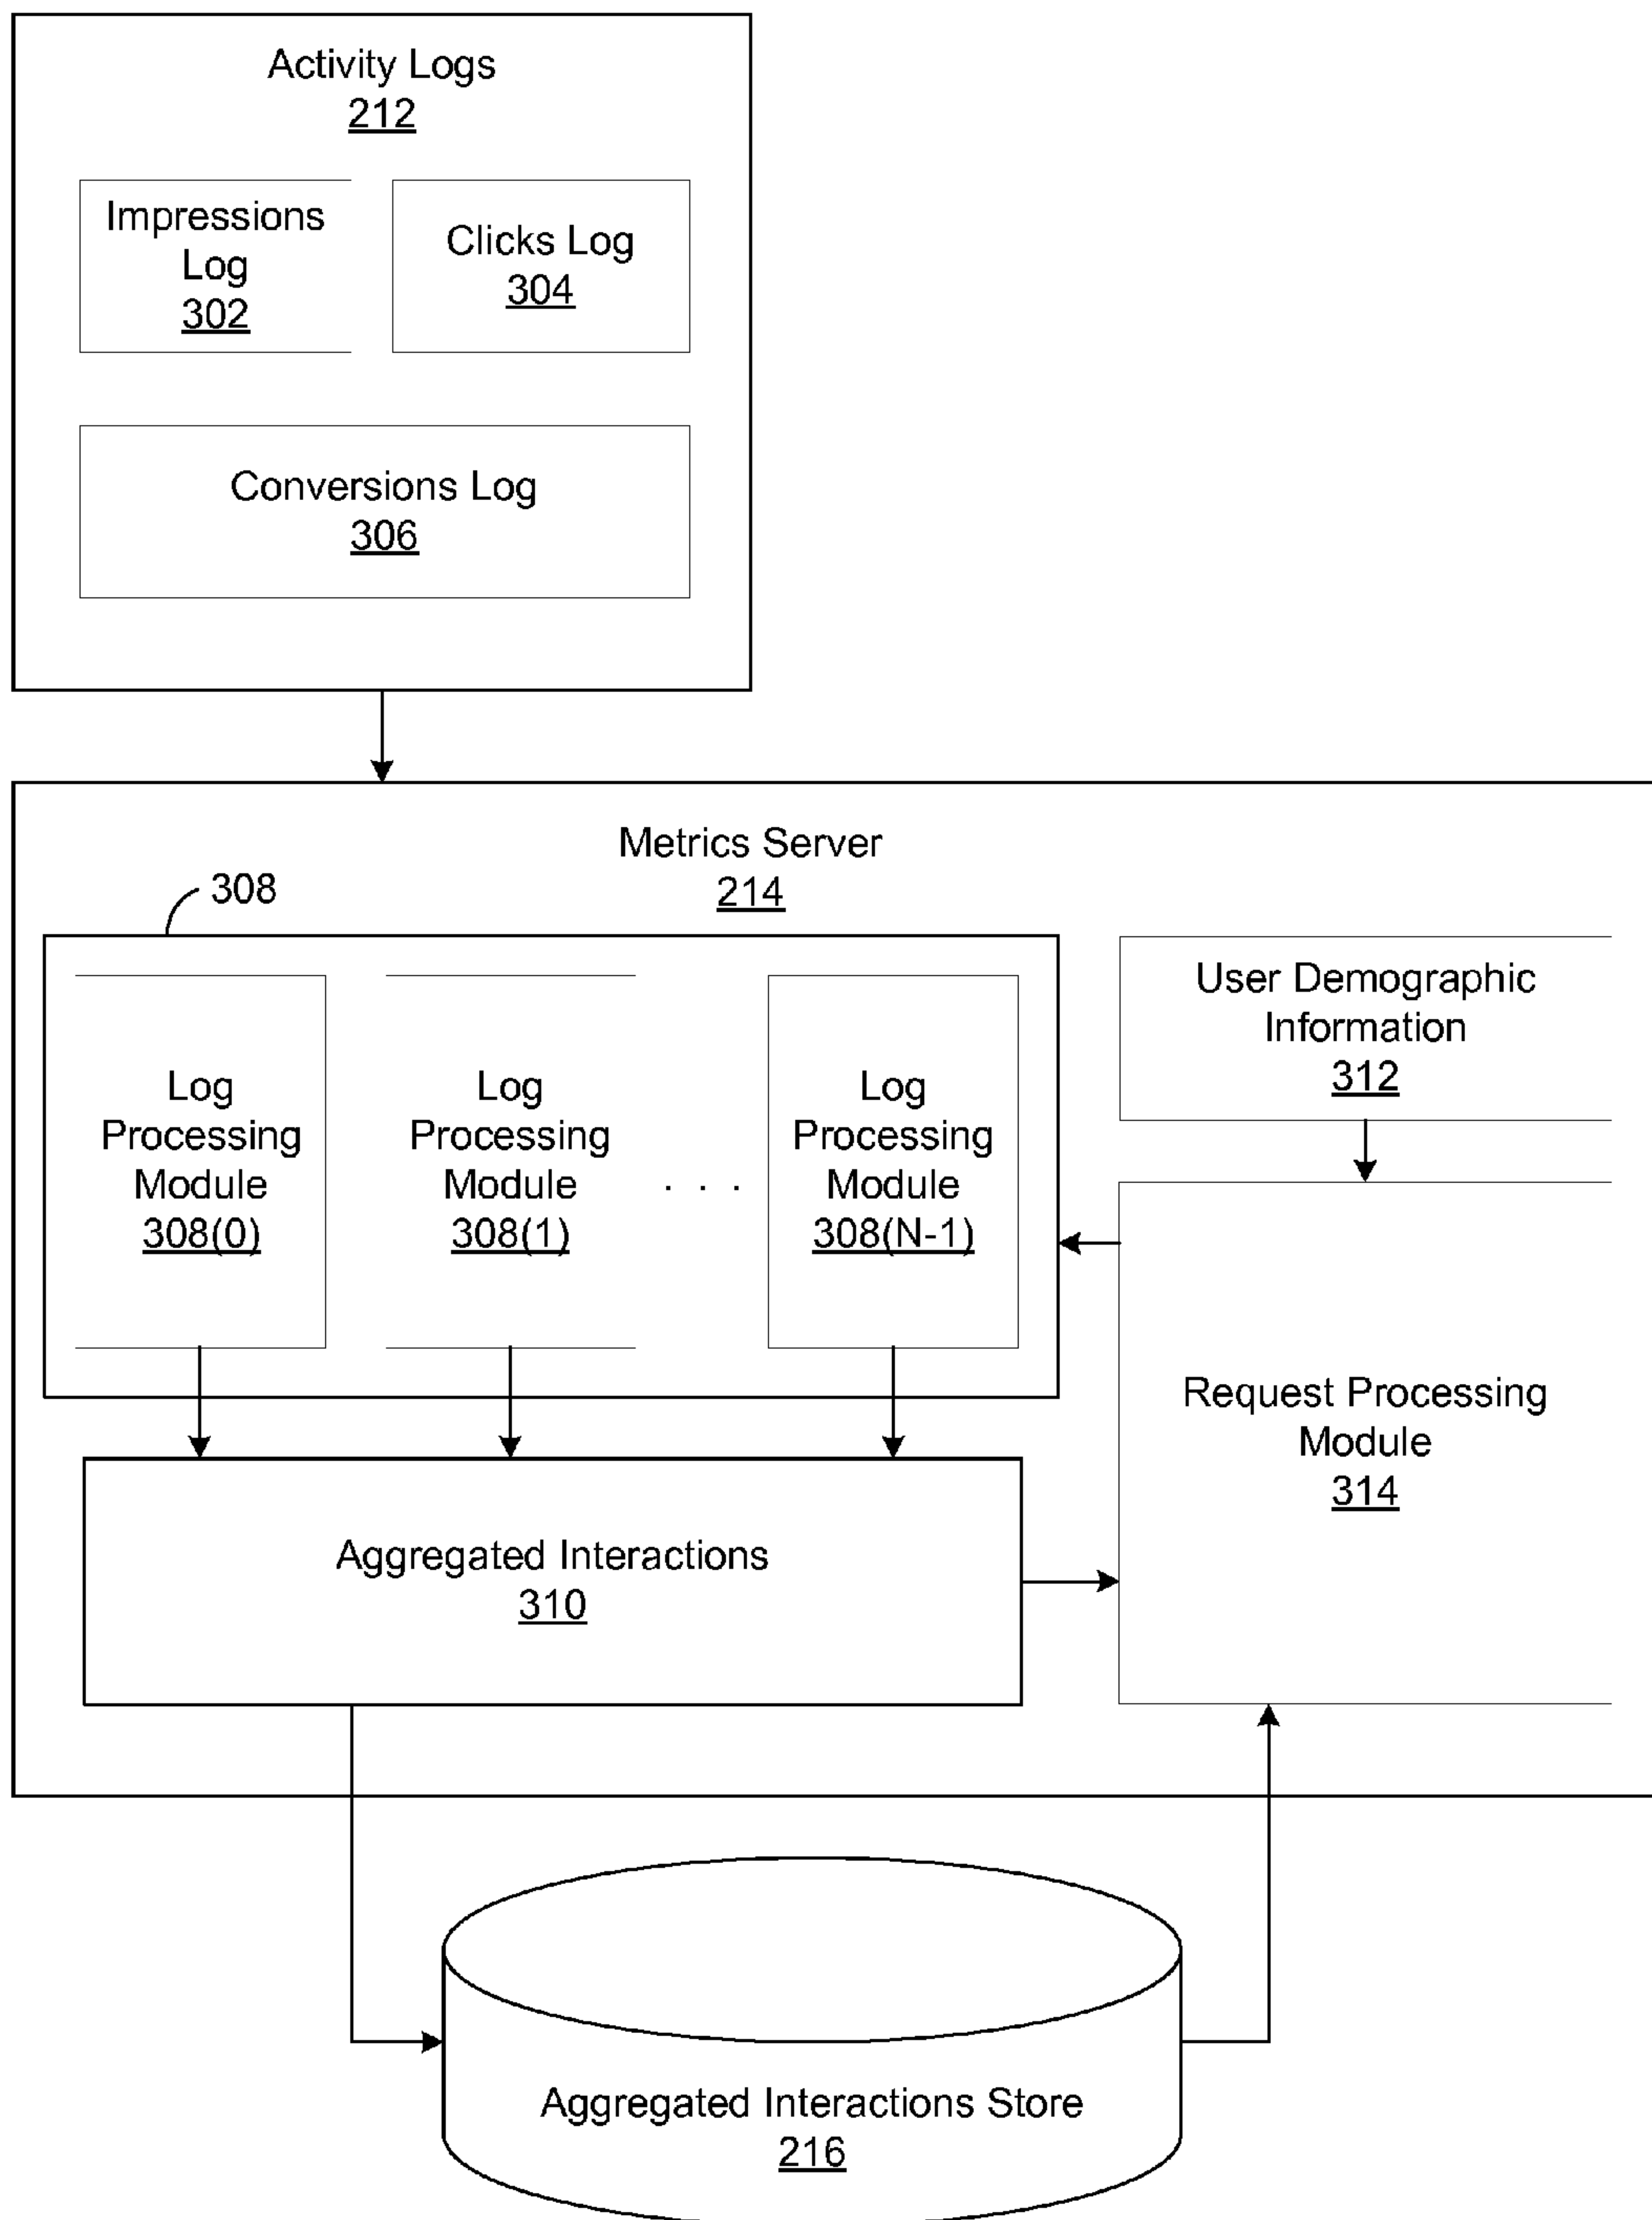 Activity Logs
212
Impressions
Log
302
Clicks Log
304
Conversions Log
306
Metrics Server
214
308
Log
Processing
Module
308(0)
Log
Processing
Module
308(1)
. . .
Log
Processing
Module
308(N-1)
User Demographic
Information
312
Request Processing
Module
314
Aggregated Interactions
310
Aggregated Interactions Store
216